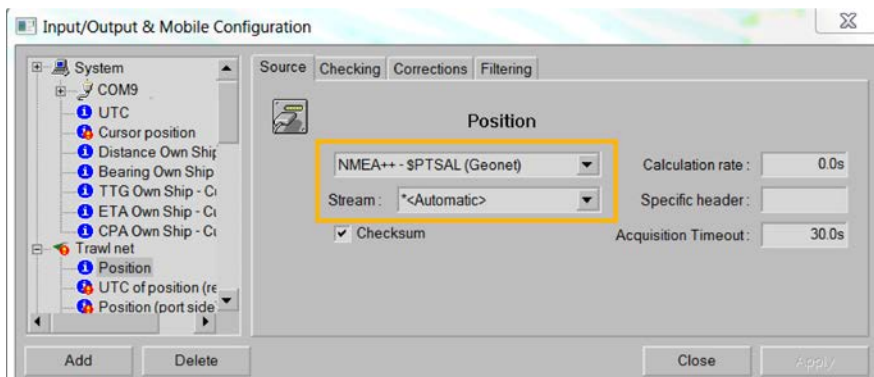 Input/Output & Mobile Configuration
System
COM9
UTC
Cursor position
Distance Own Ship
Bearing Own Ship
TTG Own Ship - Cu
ETA Own Ship - Cu
CPA Own Ship - Cu
Trawl net
Position
UTC of position (re
Position (port side
Add
Delete
Source
Checking
Corrections
Filtering
Position
NMEA++ - $PTSAL (Geonet)
Stream :
*<Automatic>
Checksum
Calculation rate :
0.0s
Specific header :
Acquisition Timeout :
30.0s
Close
Apply